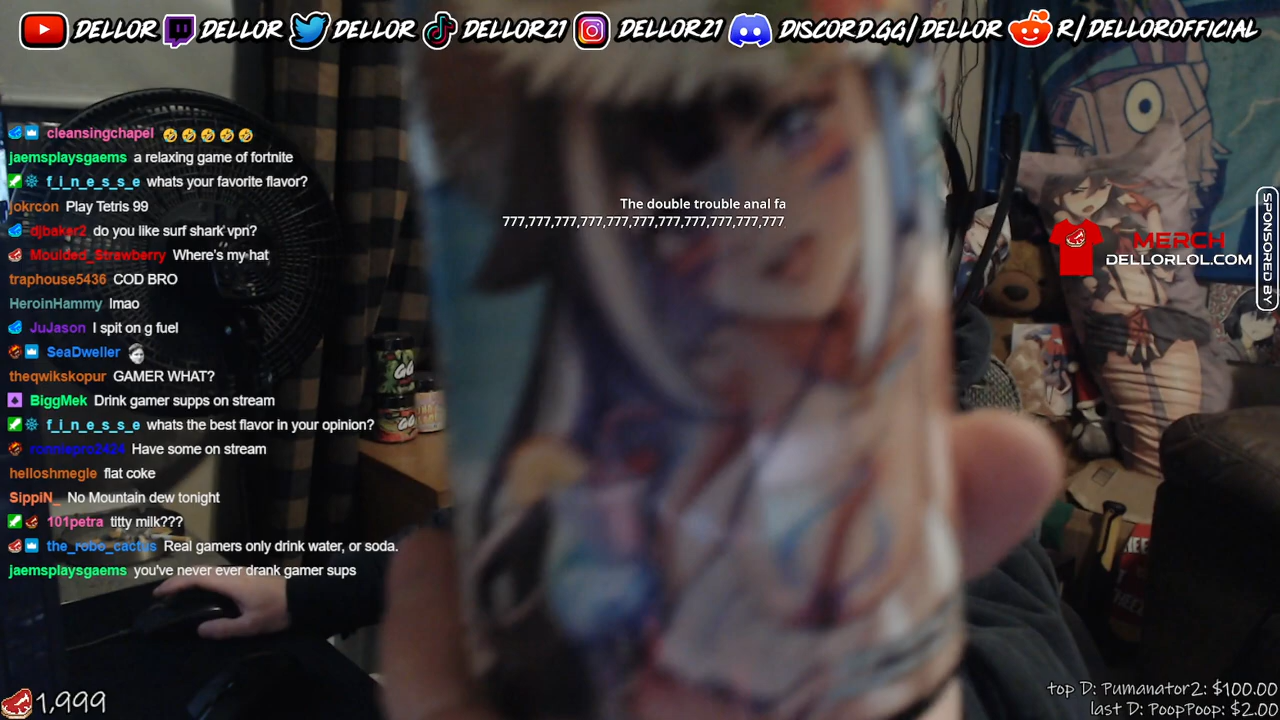 DELLOR DELLOR DELLOR DELLOR21 DELLOR21 DISCORD.GG/DELLOR R/DELLOROFFICIAL
cleansingchapel
jaemsplaysgaems a relaxing game of fortnite
f_i_n_e_s_s_e whats your favorite flavor?
jokrcon Play Tetris 99
djbaker2 do you like surf shark vpn?
Moulded_Strawberry Where's my hat
traphouse5436 COD BRO
HeroinHammy lmao
JuJason I spit on g fuel
SeaDweller
theqwikskopur GAMER WHAT?
BiggMek Drink gamer supps on stream
f_i_n_e_s_s_e whats the best flavor in your opinion?
Have some on stream
helloshmegle flat coke
SippiN_ No Mountain dew tonight
101petra titty milk???
the_robo_cactus Real gamers only drink water, or soda.
jaemsplaysgaems you've never ever drank gamer sups
The double trouble anal fa
777,777,777,777,777,777,777,777,777,777,777
SPONSORED BY
MERCH
DELLORLOL.COM
GG
GG
1,999
top D: Pumanator2: $100.00
last D: PoopPoop: $2.00